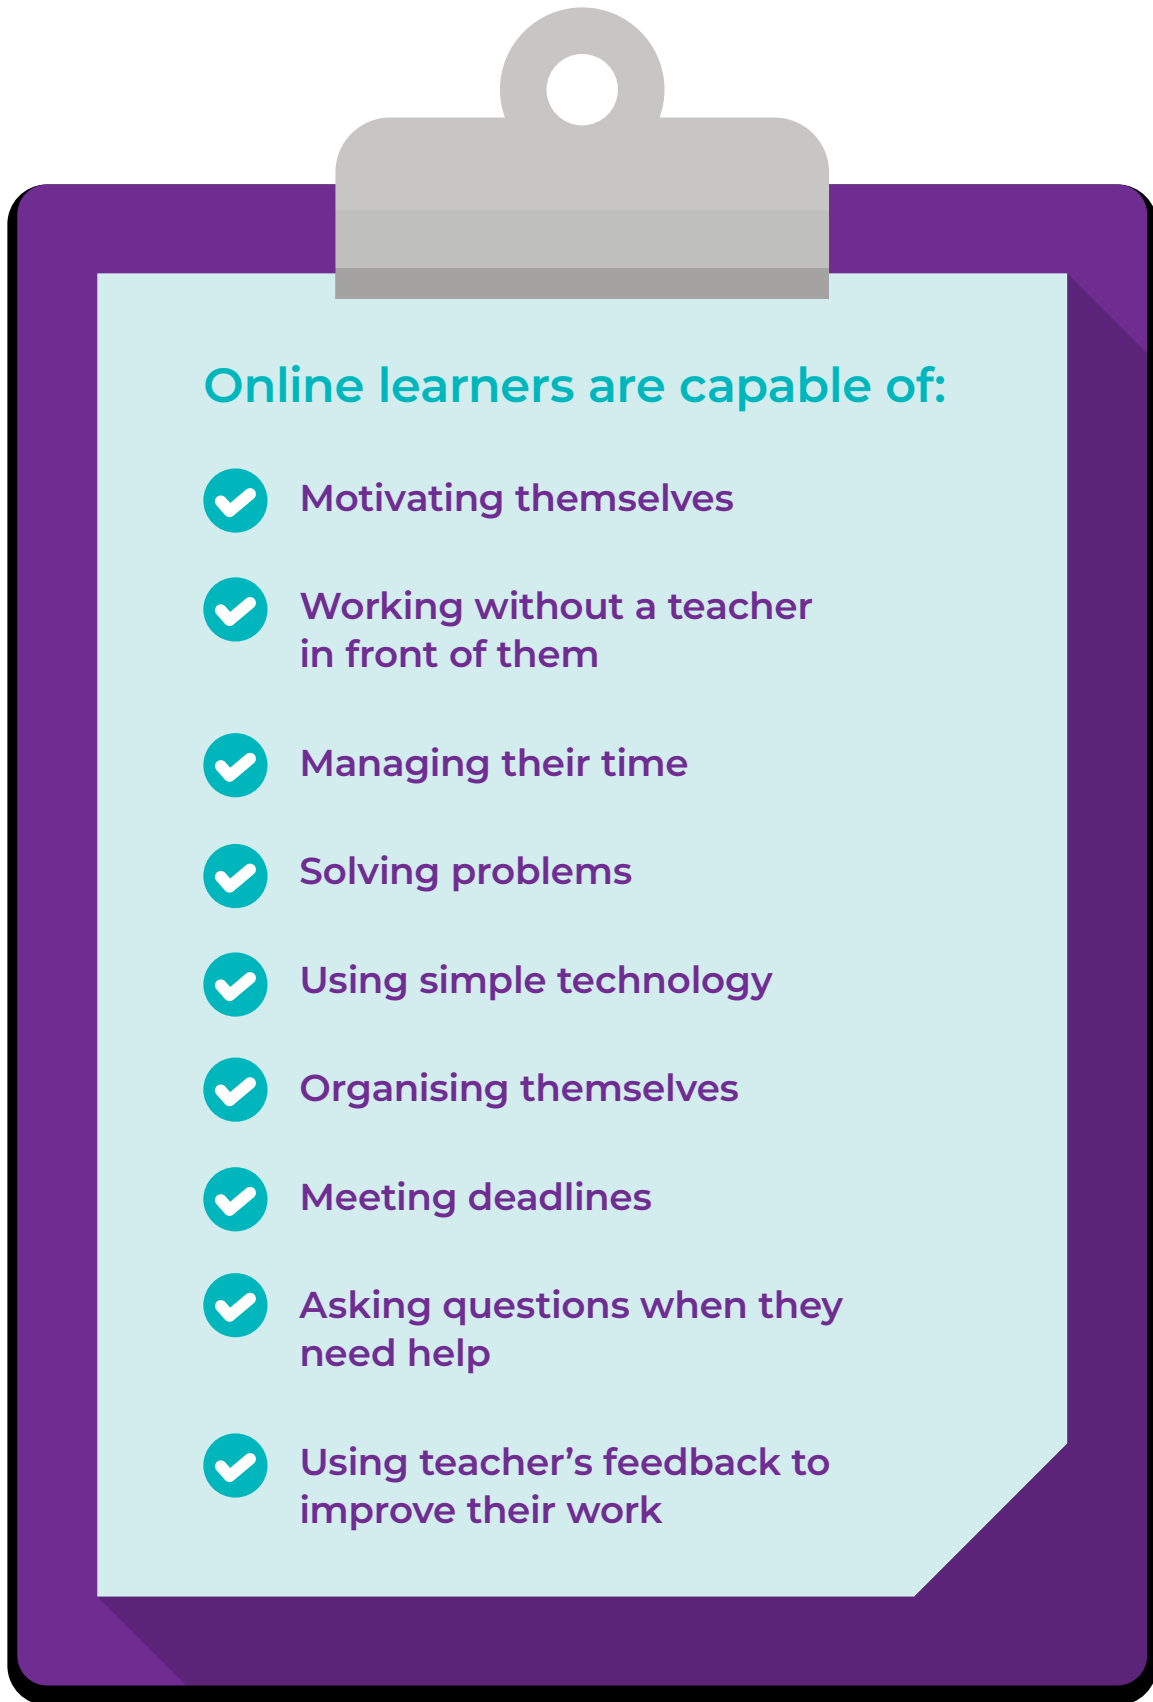 Online learners are capable of:
Motivating themselves
Working without a teacher
in front of them
Managing their time
Solving problems
Using simple technology
Organising themselves
Meeting deadlines
Asking questions when they
need help
Using teacher’s feedback to
improve their work